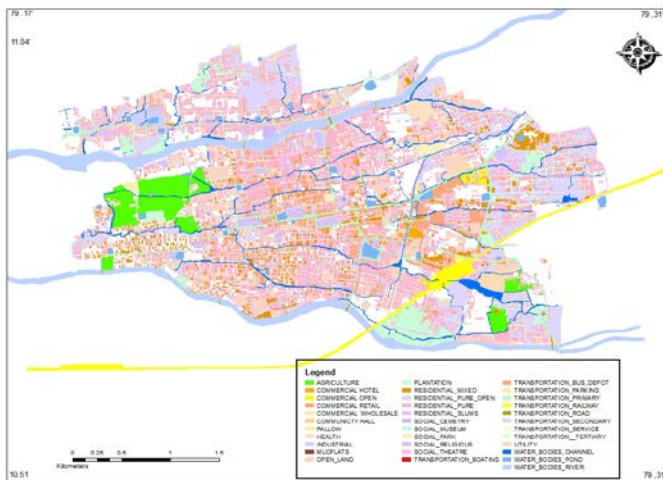 79 .17'
79 .31'
11.04'
Legend
AGRICULTURE
COMMERCIAL HOTEL
COMMERCIAL OPEN
COMMERCIAL RETAIL
COMMERCIAL WHOLESALE
COMMUNITY HALL
FALLOW
HEALTH
INDUSTRIAL
MUDFLATS
OPEN_LAND
PLANTATION
RESIDENTIAL_MIXED
RESIDENTIAL_PURE_OPEN
RESIDENTIAL_PURE
RESIDENTIAL_SLUMS
SOCIAL_CEMETRY
SOCIAL_MUSEUM
SOCIAL_PARK
SOCIAL_RELIGIOUS
SOCIAL_THEATRE
TRANSPORTATION_BOATING
TRANSPORTATION_BUS_DEPOT
TRANSPORTATION_PARKING
TRANSPORTATION_PRIMARY
TRANSPORTATION_RAILWAY
TRANSPORTATION_ROAD
TRANSPORTATION_SECONDARY
TRANSPORTATION_SERVICE
TRANSPORTATION__TERTIARY
UTILITY
WATER_BODIES_CHANNEL
WATER_BODIES_POND
WATER_BODIES_RIVER
0 0.25 0.5 1 1.5
Kilometers
10.51
79 .31